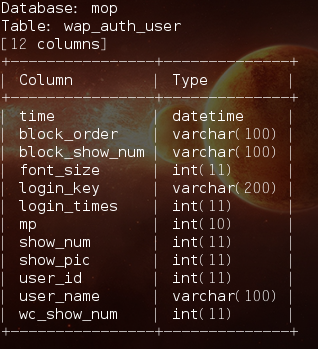 Database: mop
Table: wap_auth_user
[12 columns]
+----------------+---------------+
| Column | Type |
+----------------+---------------+
| time | datetime |
| block_order | varchar(100) |
| block_show_num | varchar(100) |
| font_size | int(11) |
| login_key | varchar(200) |
| login_times | int(11) |
| mp | int(10) |
| show_num | int(11) |
| show_pic | int(11) |
| user_id | int(11) |
| user_name | varchar(100) |
| wc_show_num | int(11) |
+----------------+---------------+